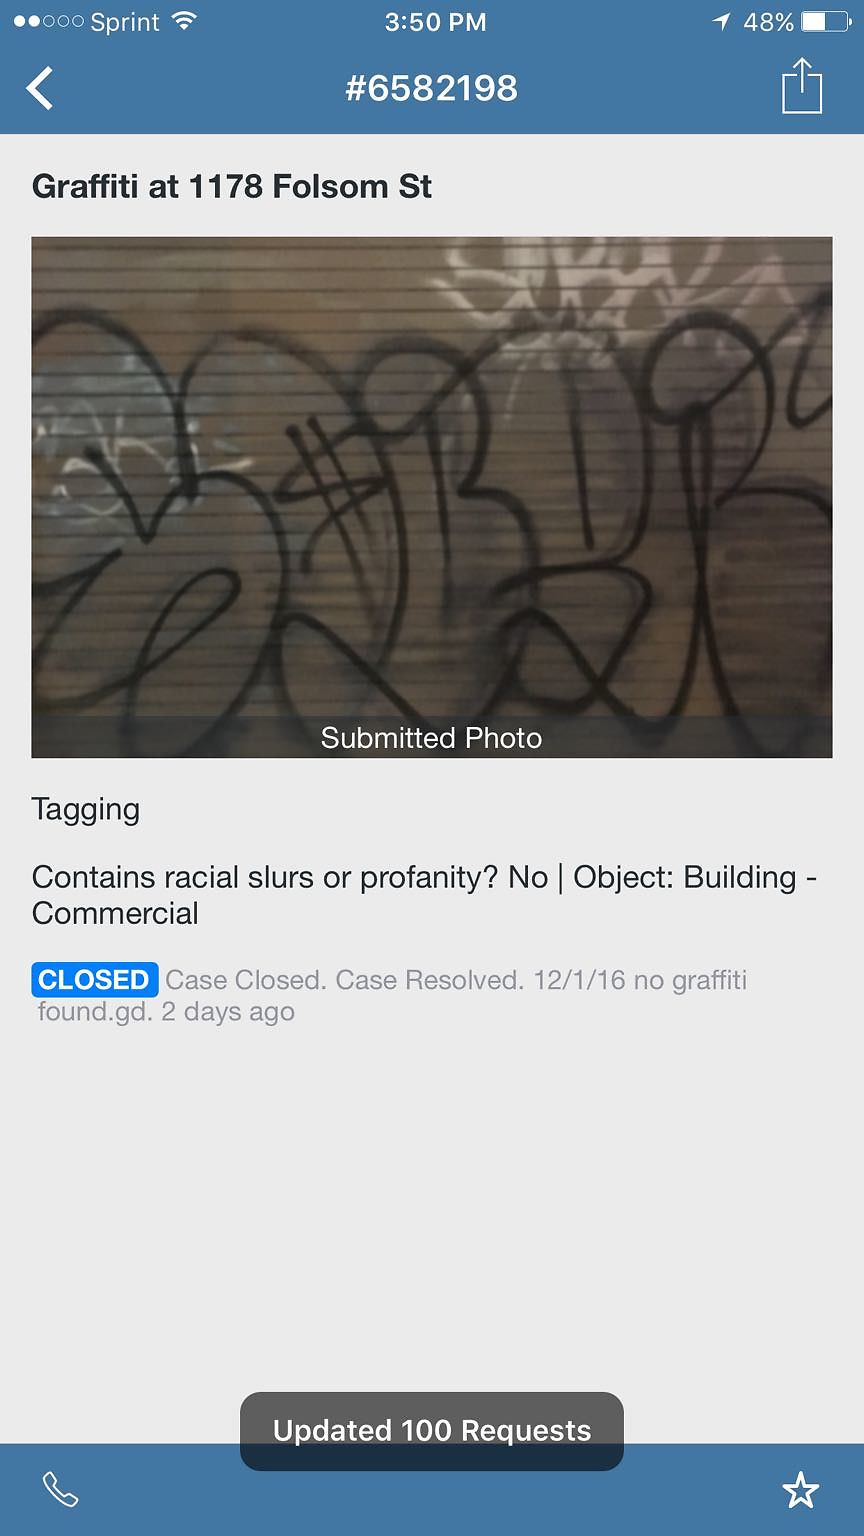 Sprint 3:50 PM 48%
#6582198
Graffiti at 1178 Folsom St
Submitted Photo
Tagging
Contains racial slurs or profanity? No | Object: Building -
Commercial
CLOSED Case Closed. Case Resolved. 12/1/16 no graffiti
found.gd. 2 days ago
Updated 100 Requests